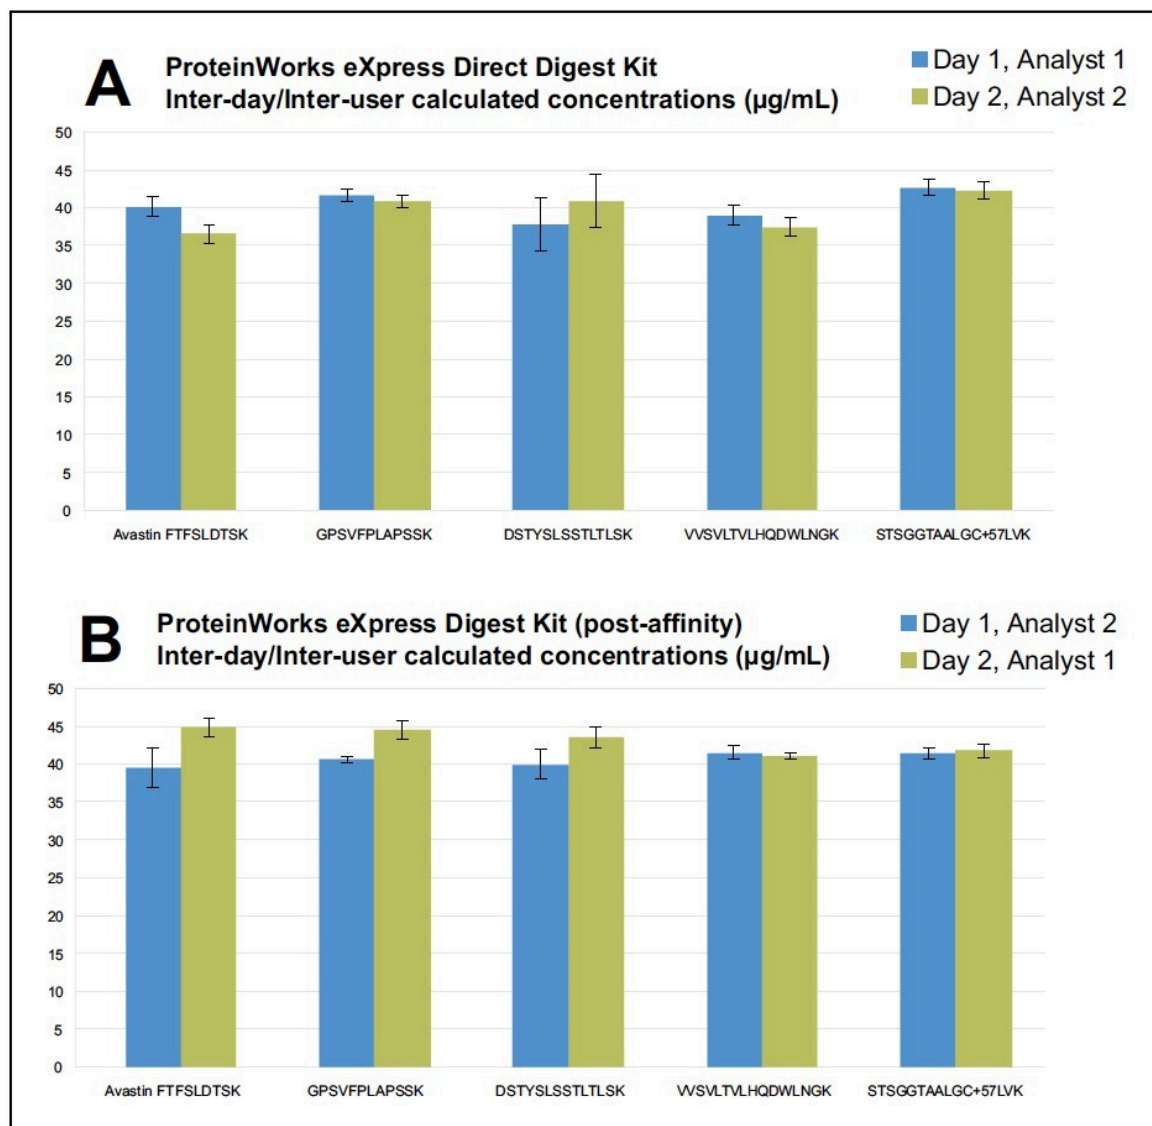 A
ProteinWorks eXpress Direct Digest Kit
Inter-day/Inter-user calculated concentrations (µg/mL)
Day 1, Analyst 1
Day 2, Analyst 2
50
45
40
35
30
25
20
15
10
5
0
Avastin FTFSLDTSK
GPSVFPLAPSSK
DSTYSLSSTLTLSK
VVSVLTVLHQDWLNGK
STSGGTAALGC+57LVK
B
ProteinWorks eXpress Digest Kit (post-affinity)
Inter-day/Inter-user calculated concentrations (µg/mL)
Day 1, Analyst 2
Day 2, Analyst 1
50
45
40
35
30
25
20
15
10
5
0
Avastin FTFSLDTSK
GPSVFPLAPSSK
DSTYSLSSTLTLSK
VVSVLTVLHQDWLNGK
STSGGTAALGC+57LVK